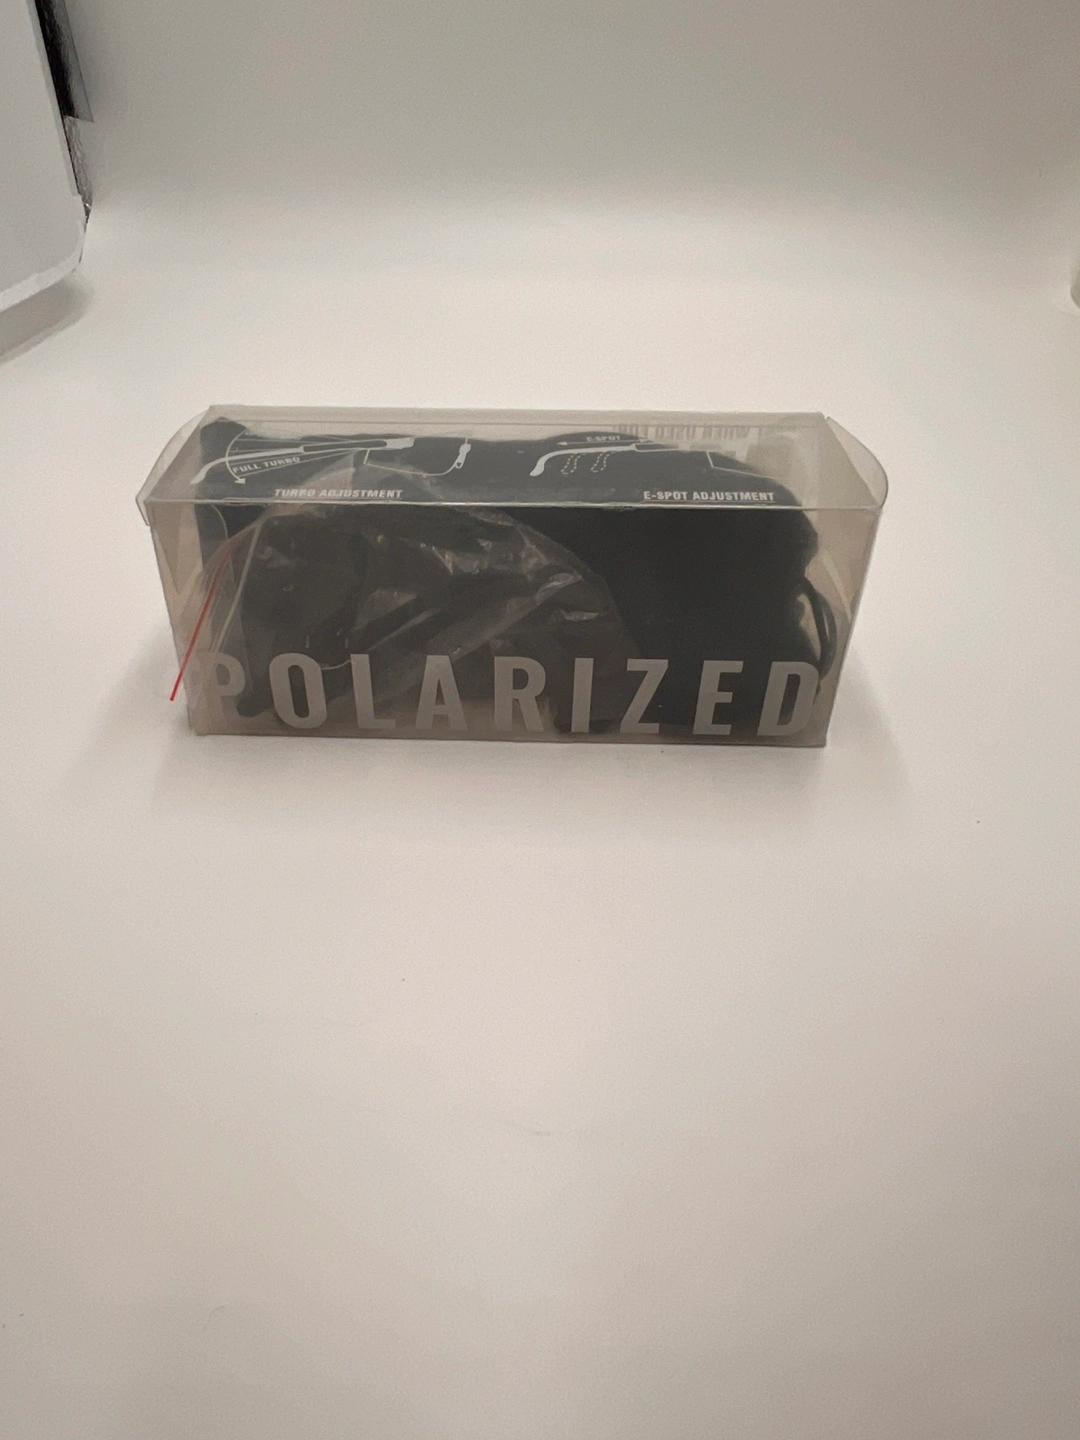 E-SPOT
FULL TURBO
TURBO ADJUSTMENT
E-SPOT ADJUSTMENT
POLARIZED